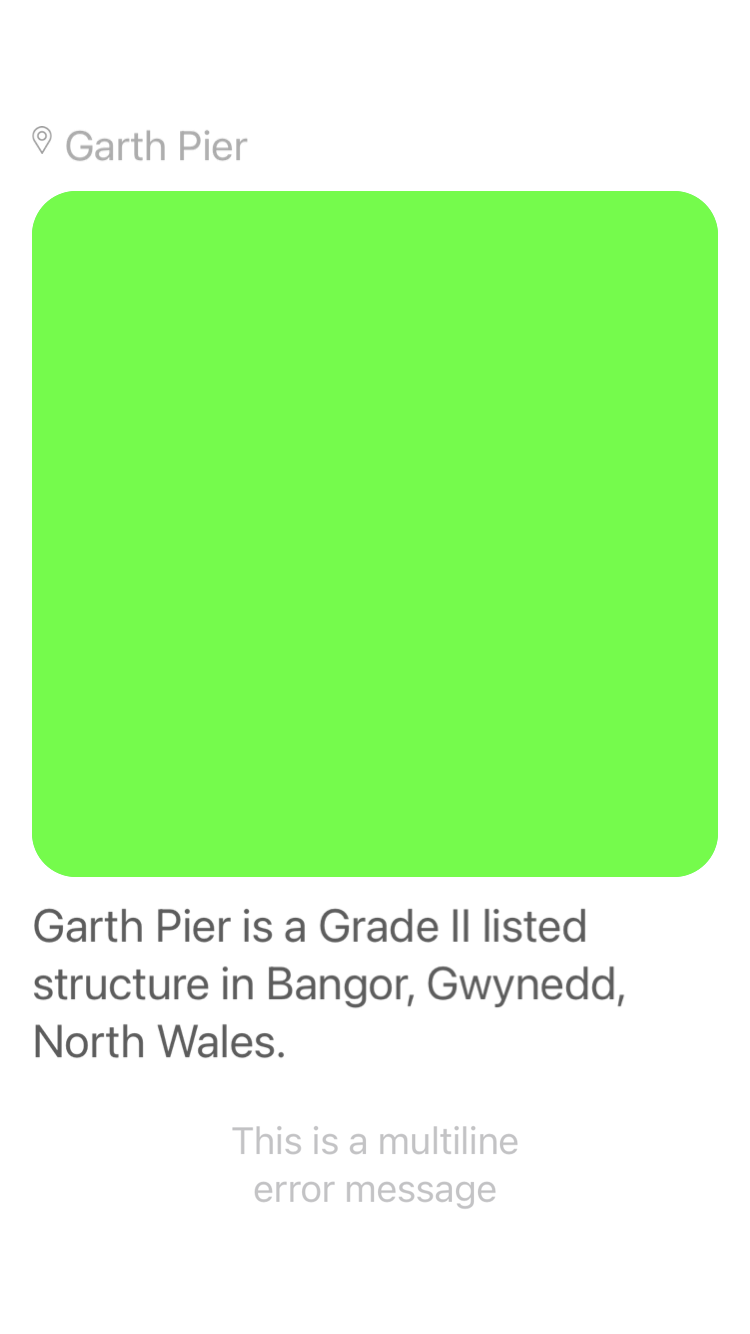 Garth Pier
Garth Pier is a Grade II listed
structure in Bangor, Gwynedd,
North Wales.
This is a multiline
error message